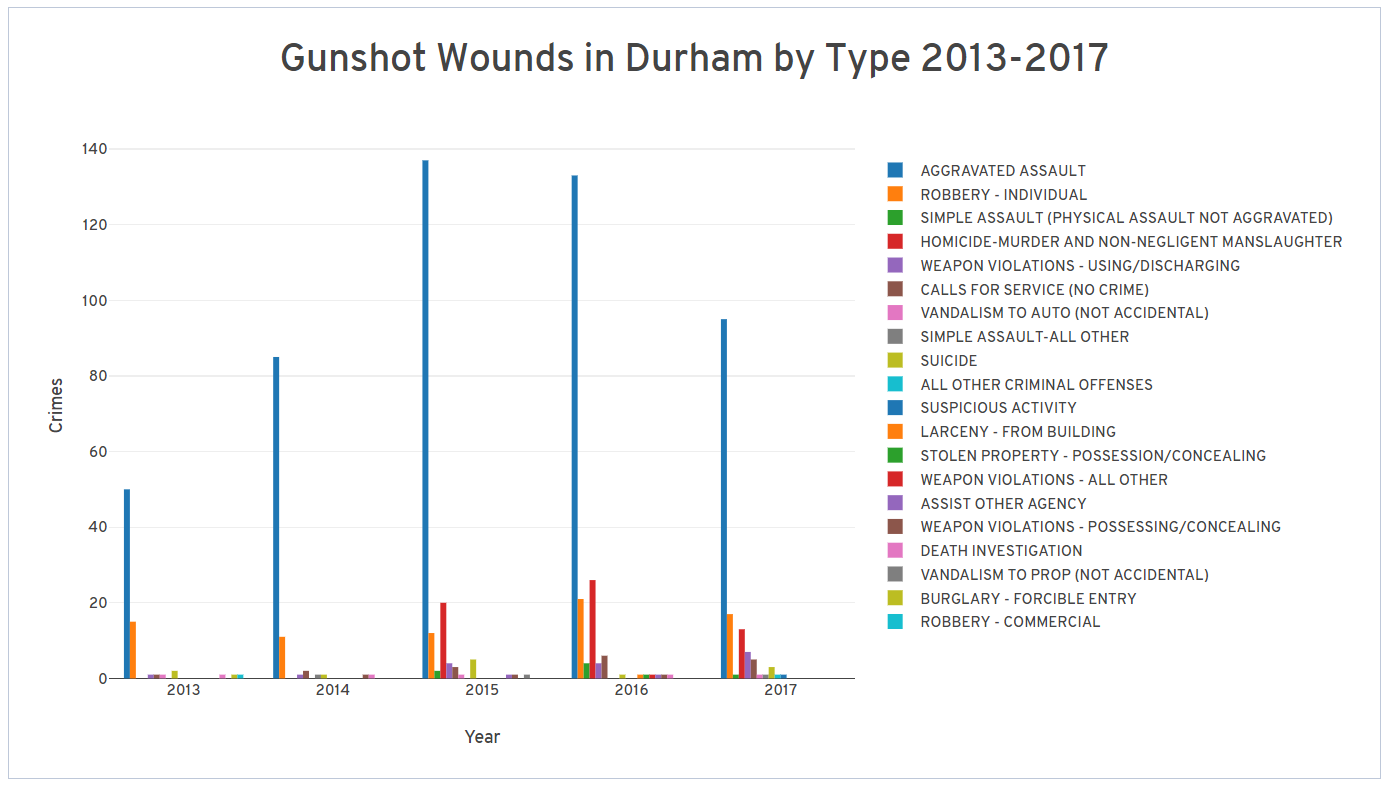 Gunshot Wounds in Durham by Type 2013-2017
140
120
100
80
60
40
20
0
Crimes
2013
2014
2015
2016
2017
Year
AGGRAVATED ASSAULT
ROBBERY - INDIVIDUAL
SIMPLE ASSAULT (PHYSICAL ASSAULT NOT AGGRAVATED)
HOMICIDE-MURDER AND NON-NEGLIGENT MANSLAUGHTER
WEAPON VIOLATIONS - USING/DISCHARGING
CALLS FOR SERVICE (NO CRIME)
VANDALISM TO AUTO (NOT ACCIDENTAL)
SIMPLE ASSAULT-ALL OTHER
SUICIDE
ALL OTHER CRIMINAL OFFENSES
SUSPICIOUS ACTIVITY
LARCENY - FROM BUILDING
STOLEN PROPERTY - POSSESSION/CONCEALING
WEAPON VIOLATIONS - ALL OTHER
ASSIST OTHER AGENCY
WEAPON VIOLATIONS - POSSESSING/CONCEALING
DEATH INVESTIGATION
VANDALISM TO PROP (NOT ACCIDENTAL)
BURGLARY - FORCIBLE ENTRY
ROBBERY - COMMERCIAL